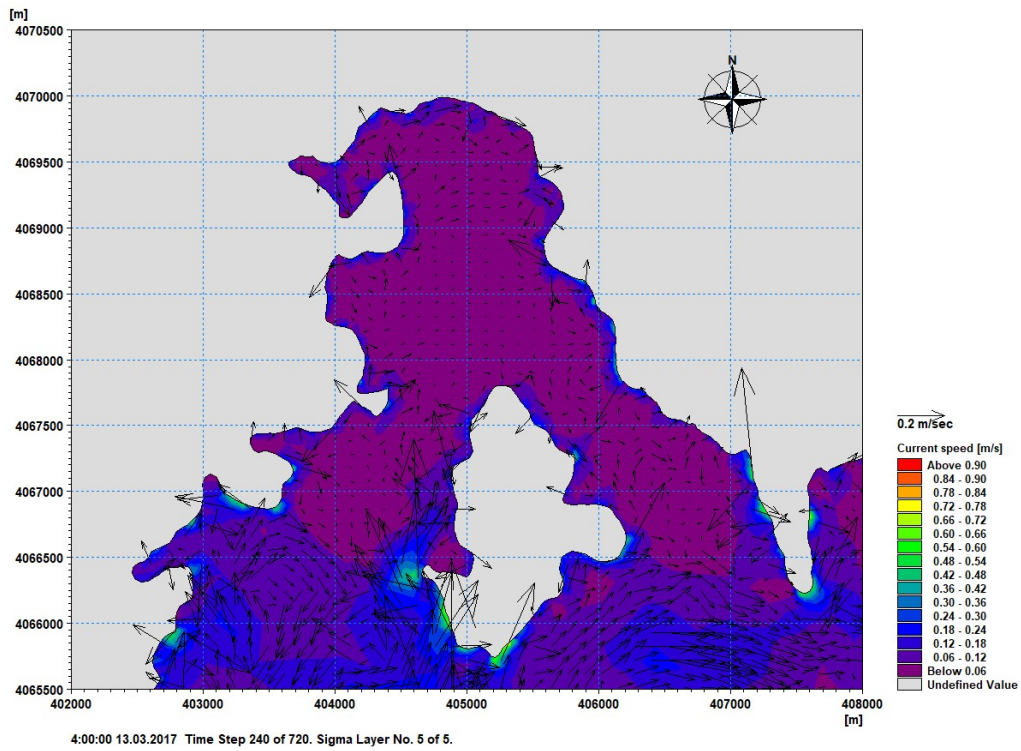 [m]
4070500
4070000
4069500
4069000
4068500
4068000
4067500
4067000
4066500
4066000
4065500
402000 403000 404000 405000 406000 407000 408000
[m]
N
0.2 m/sec
Current speed [m/s]
Above 0.90
0.84 - 0.90
0.78 - 0.84
0.72 - 0.78
0.66 - 0.72
0.60 - 0.66
0.54 - 0.60
0.48 - 0.54
0.42 - 0.48
0.36 - 0.42
0.30 - 0.36
0.24 - 0.30
0.18 - 0.24
0.12 - 0.18
0.06 - 0.12
Below 0.06
Undefined Value
4:00:00 13.03.2017 Time Step 240 of 720. Sigma Layer No. 5 of 5.